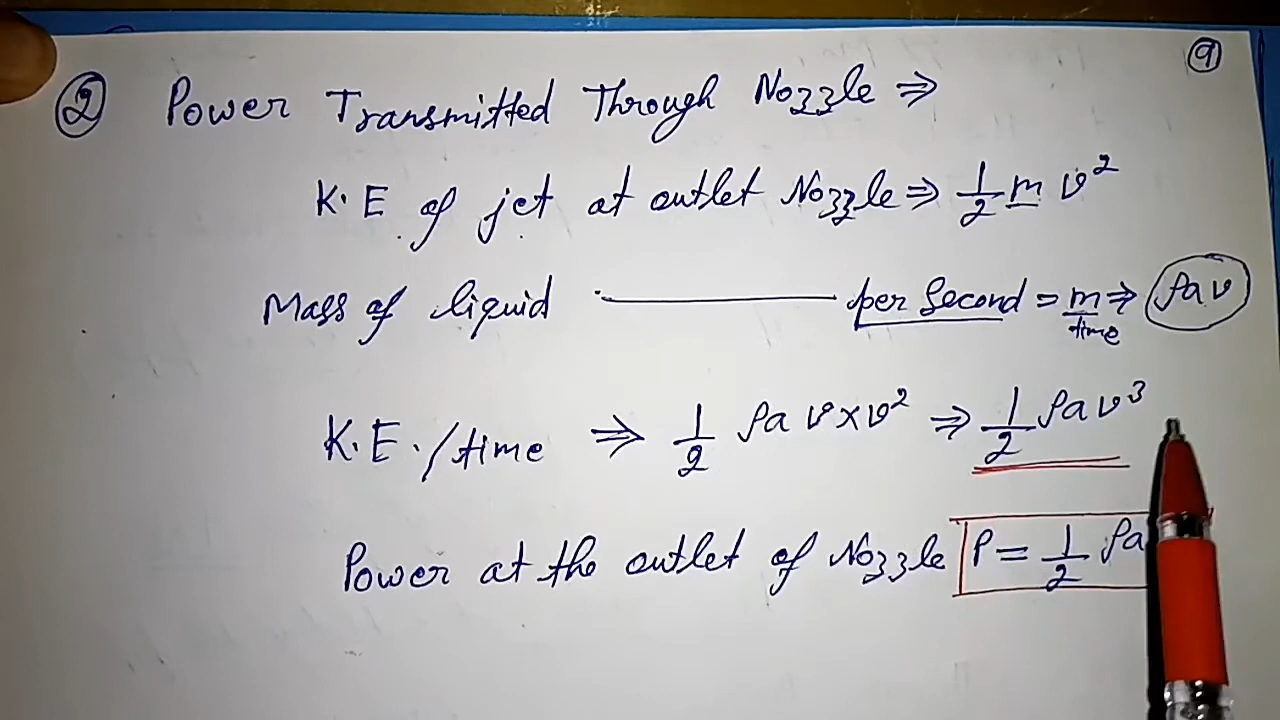 9
② Power Transmitted Through Nozzle ⇒
K.E of jet at outlet Nozzle ⇒ 1/2 m v²
Mass of liquid ——— per second = m/time ⇒ ρav
K.E./time ⇒ 1/2 ρav×v² ⇒ 1/2 ρav³
Power at the outlet of Nozzle P = 1/2 ρa